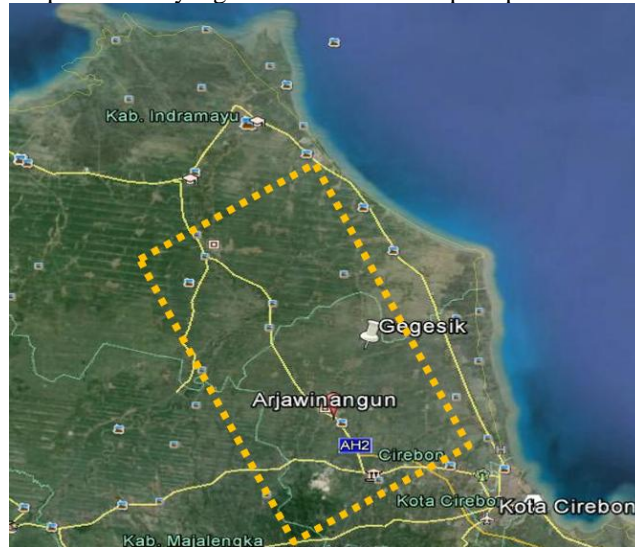 Kab. Indramayu
Gegesik
Arjawinangun
AH2
Cirebon
Kota Cirebon
Kota Cirebon
Kab. Majalengka